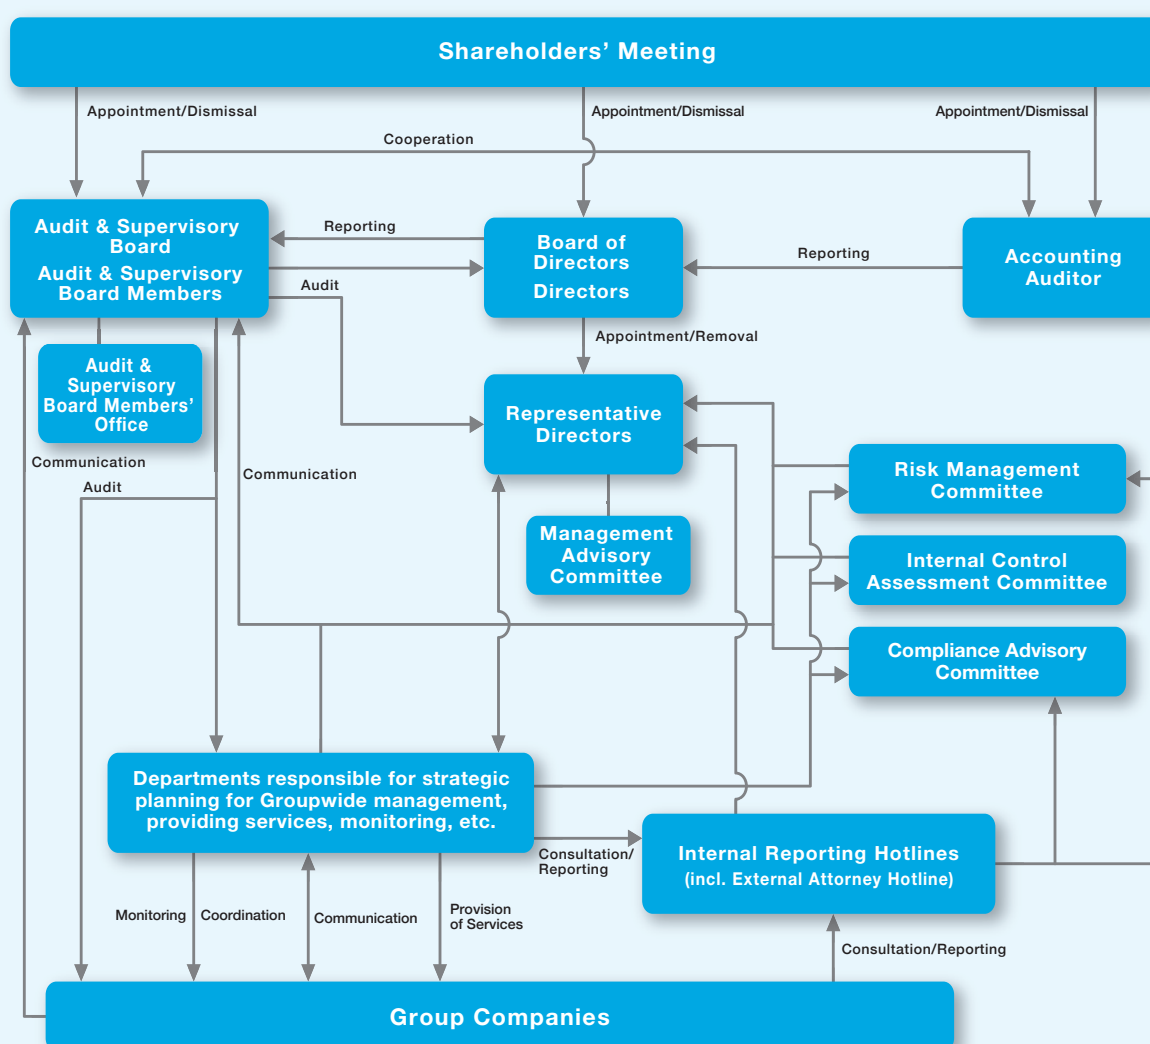 Shareholders' Meeting
Appointment/Dismissal
Appointment/Dismissal
Appointment/Dismissal
Cooperation
Audit & Supervisory
Board
Audit & Supervisory
Board Members
Reporting
Board of
Directors
Directors
Reporting
Accounting
Auditor
Audit
Appointment/Removal
Audit &
Supervisory
Board Members'
Office
Representative
Directors
Communication
Audit
Communication
Risk Management
Committee
Management
Advisory
Committee
Internal Control
Assessment Committee
Compliance Advisory
Committee
Departments responsible for strategic
planning for Groupwide management,
providing services, monitoring, etc.
Consultation/
Reporting
Internal Reporting Hotlines
(incl. External Attorney Hotline)
Monitoring
Coordination
Communication
Provision
of Services
Consultation/Reporting
Group Companies